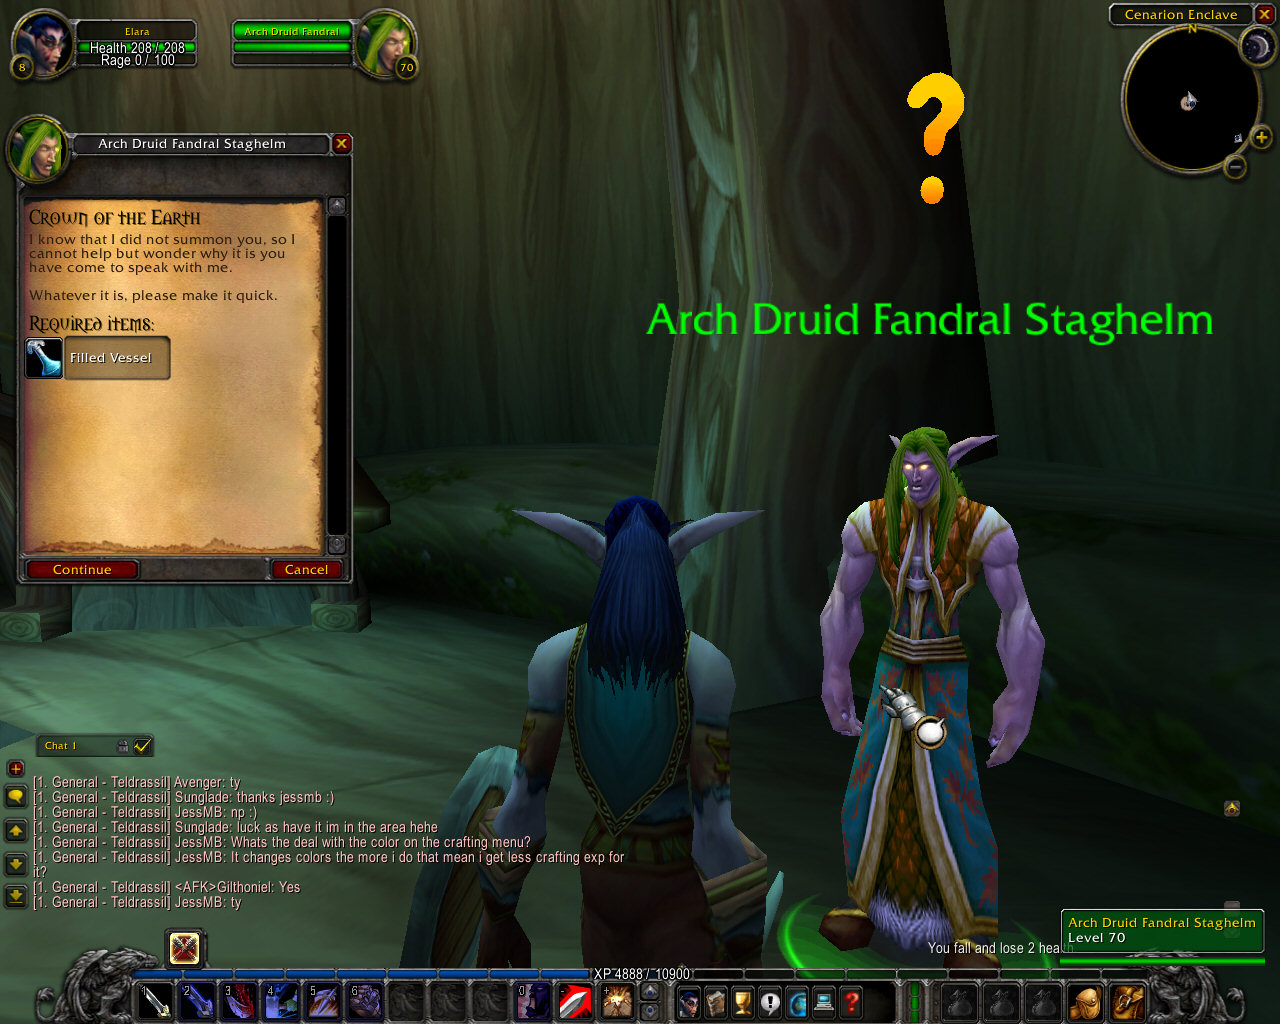 Elara
Health 208 / 208
Rage 0 / 100
8
Arch Druid Fandral
70
Cenarion Enclave
N
Arch Druid Fandral Staghelm
Crown of the Earth
I know that I did not summon you, so I
cannot help but wonder why it is you
have come to speak with me.
Whatever it is, please make it quick.
Required items:
Filled Vessel
Continue
Cancel
Arch Druid Fandral Staghelm
Chat 1
[1. General - Teldrassil] Avenger: ty
[1. General - Teldrassil] Sunglade: thanks jessmb :)
[1. General - Teldrassil] JessMB: np :)
[1. General - Teldrassil] Sunglade: luck as have it im in the area hehe
[1. General - Teldrassil] JessMB: Whats the deal with the color on the crafting menu?
[1. General - Teldrassil] JessMB: It changes colors the more i do that mean i get less crafting exp for
it?
[1. General - Teldrassil] <AFK>Gilthoniel: Yes
[1. General - Teldrassil] JessMB: ty
Arch Druid Fandral Staghelm
Level 70
You fall and lose 2 health.
XP 4888 / 10900
1 2 3 4 5 6 0 - +